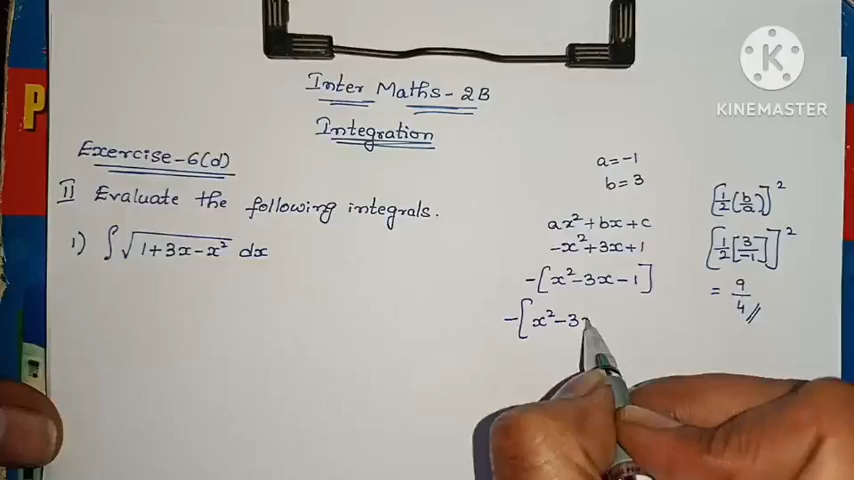 Inter Maths - 2B
Integration
Exercise-6(d)
II Evaluate the following integrals.
1) ∫√(1+3x-x²) dx
a=-1
b=3
ax²+bx+c
-x²+3x+1
-[x²-3x-1]
-[x²-3x
[1/2(b/a)]²
[1/2[3/-1]]²
= 9/4 //
K
KINEMASTER
P